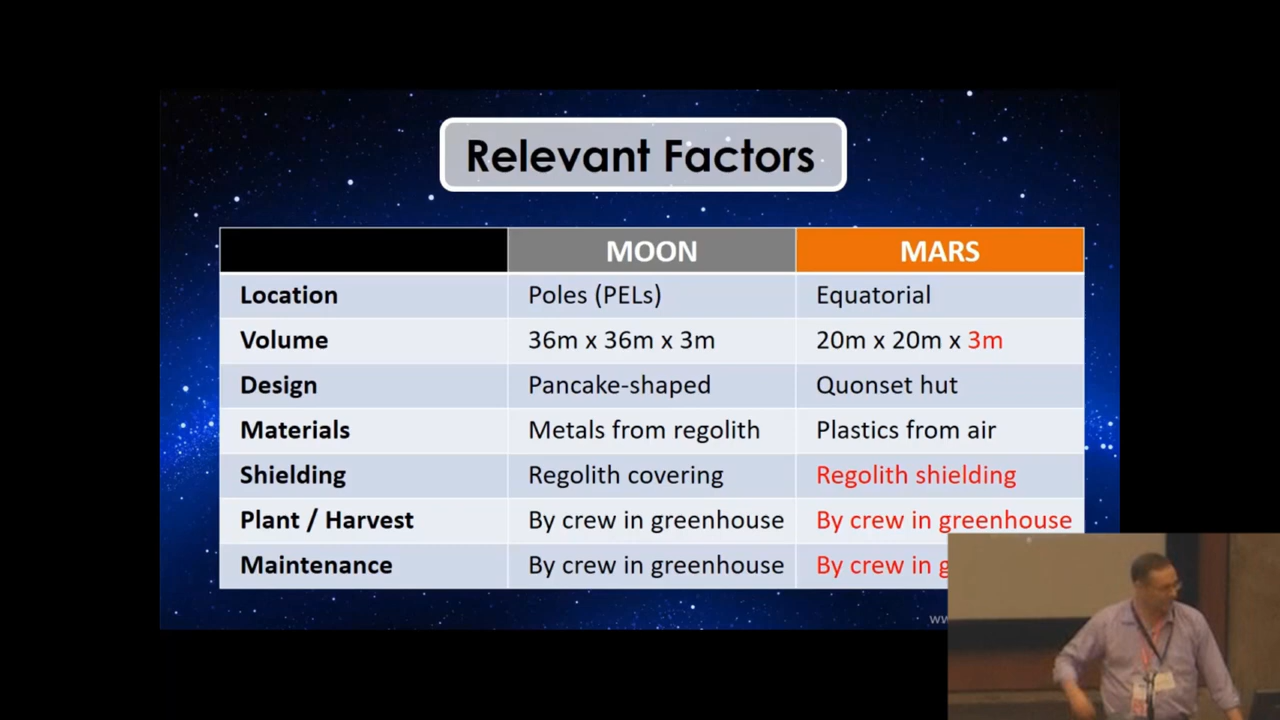 Relevant Factors
MOON MARS
Location Poles (PELs) Equatorial
Volume 36m x 36m x 3m 20m x 20m x 3m
Design Pancake-shaped Quonset hut
Materials Metals from regolith Plastics from air
Shielding Regolith covering Regolith shielding
Plant / Harvest By crew in greenhouse By crew in greenhouse
Maintenance By crew in greenhouse By crew in